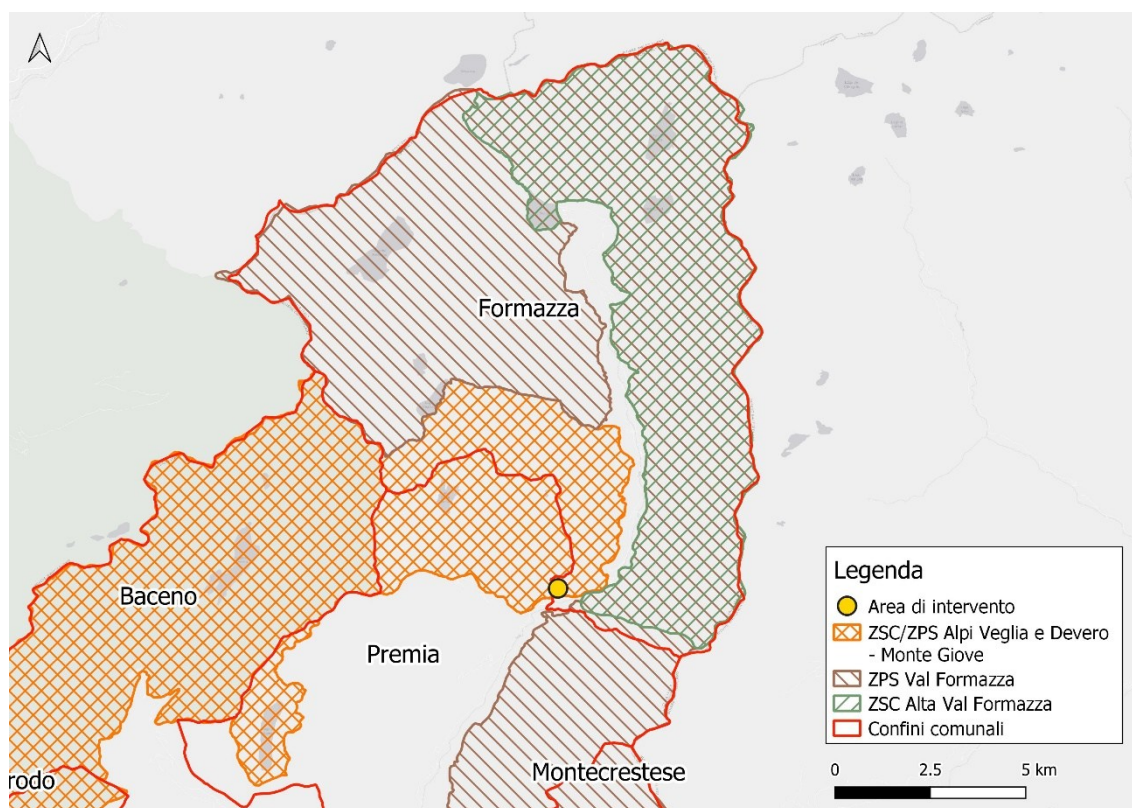 Formazza
Baceno
Premia
Montecrestese
rodo
Legenda
Area di intervento
ZSC/ZPS Alpi Veglia e Devero
- Monte Giove
ZPS Val Formazza
ZSC Alta Val Formazza
Confini comunali
0 2.5 5 km